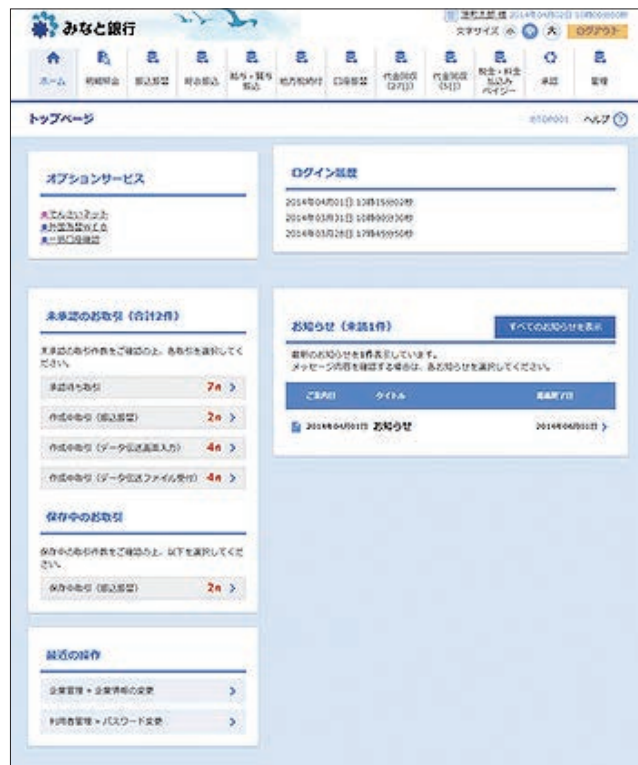 みなと銀行
文字サイズ 小 大 ログアウト
ホーム 明細照会 振込振替 総合振込 給与・賞与振込 地方税納付 口座振替 代金回収 代金回収 税金・料金払込み ペイジー 承認 管理
トップページ
ヘルプ ?
オプションサービス
でんさいネット
外国為替WEB
一括口座確認
ログイン履歴
2014年04月01日 10時15分02秒
2014年03月31日 10時00分30秒
2014年03月28日 17時45分50秒
未承認のお取引(合計2件)
未承認の取引件数をご確認の上、各取引を選択してください。
承認待ち取引 7件
作成中取引(振込振替) 2件
作成中取引(データ伝送画面入力) 4件
作成中取引(データ伝送ファイル受付) 4件
保存中のお取引
保存中の取引件数をご確認の上、以下を選択してください。
保存中取引(振込振替) 2件
最近の操作
企業管理 > 企業情報の変更
利用者管理 > パスワード変更
お知らせ(未読1件) すべてのお知らせを表示
最新のお知らせを1件表示しています。
メッセージ内容を確認する場合は、各お知らせを選択してください。
ご案内日 タイトル 掲載終了日
2014年04月01日 お知らせ